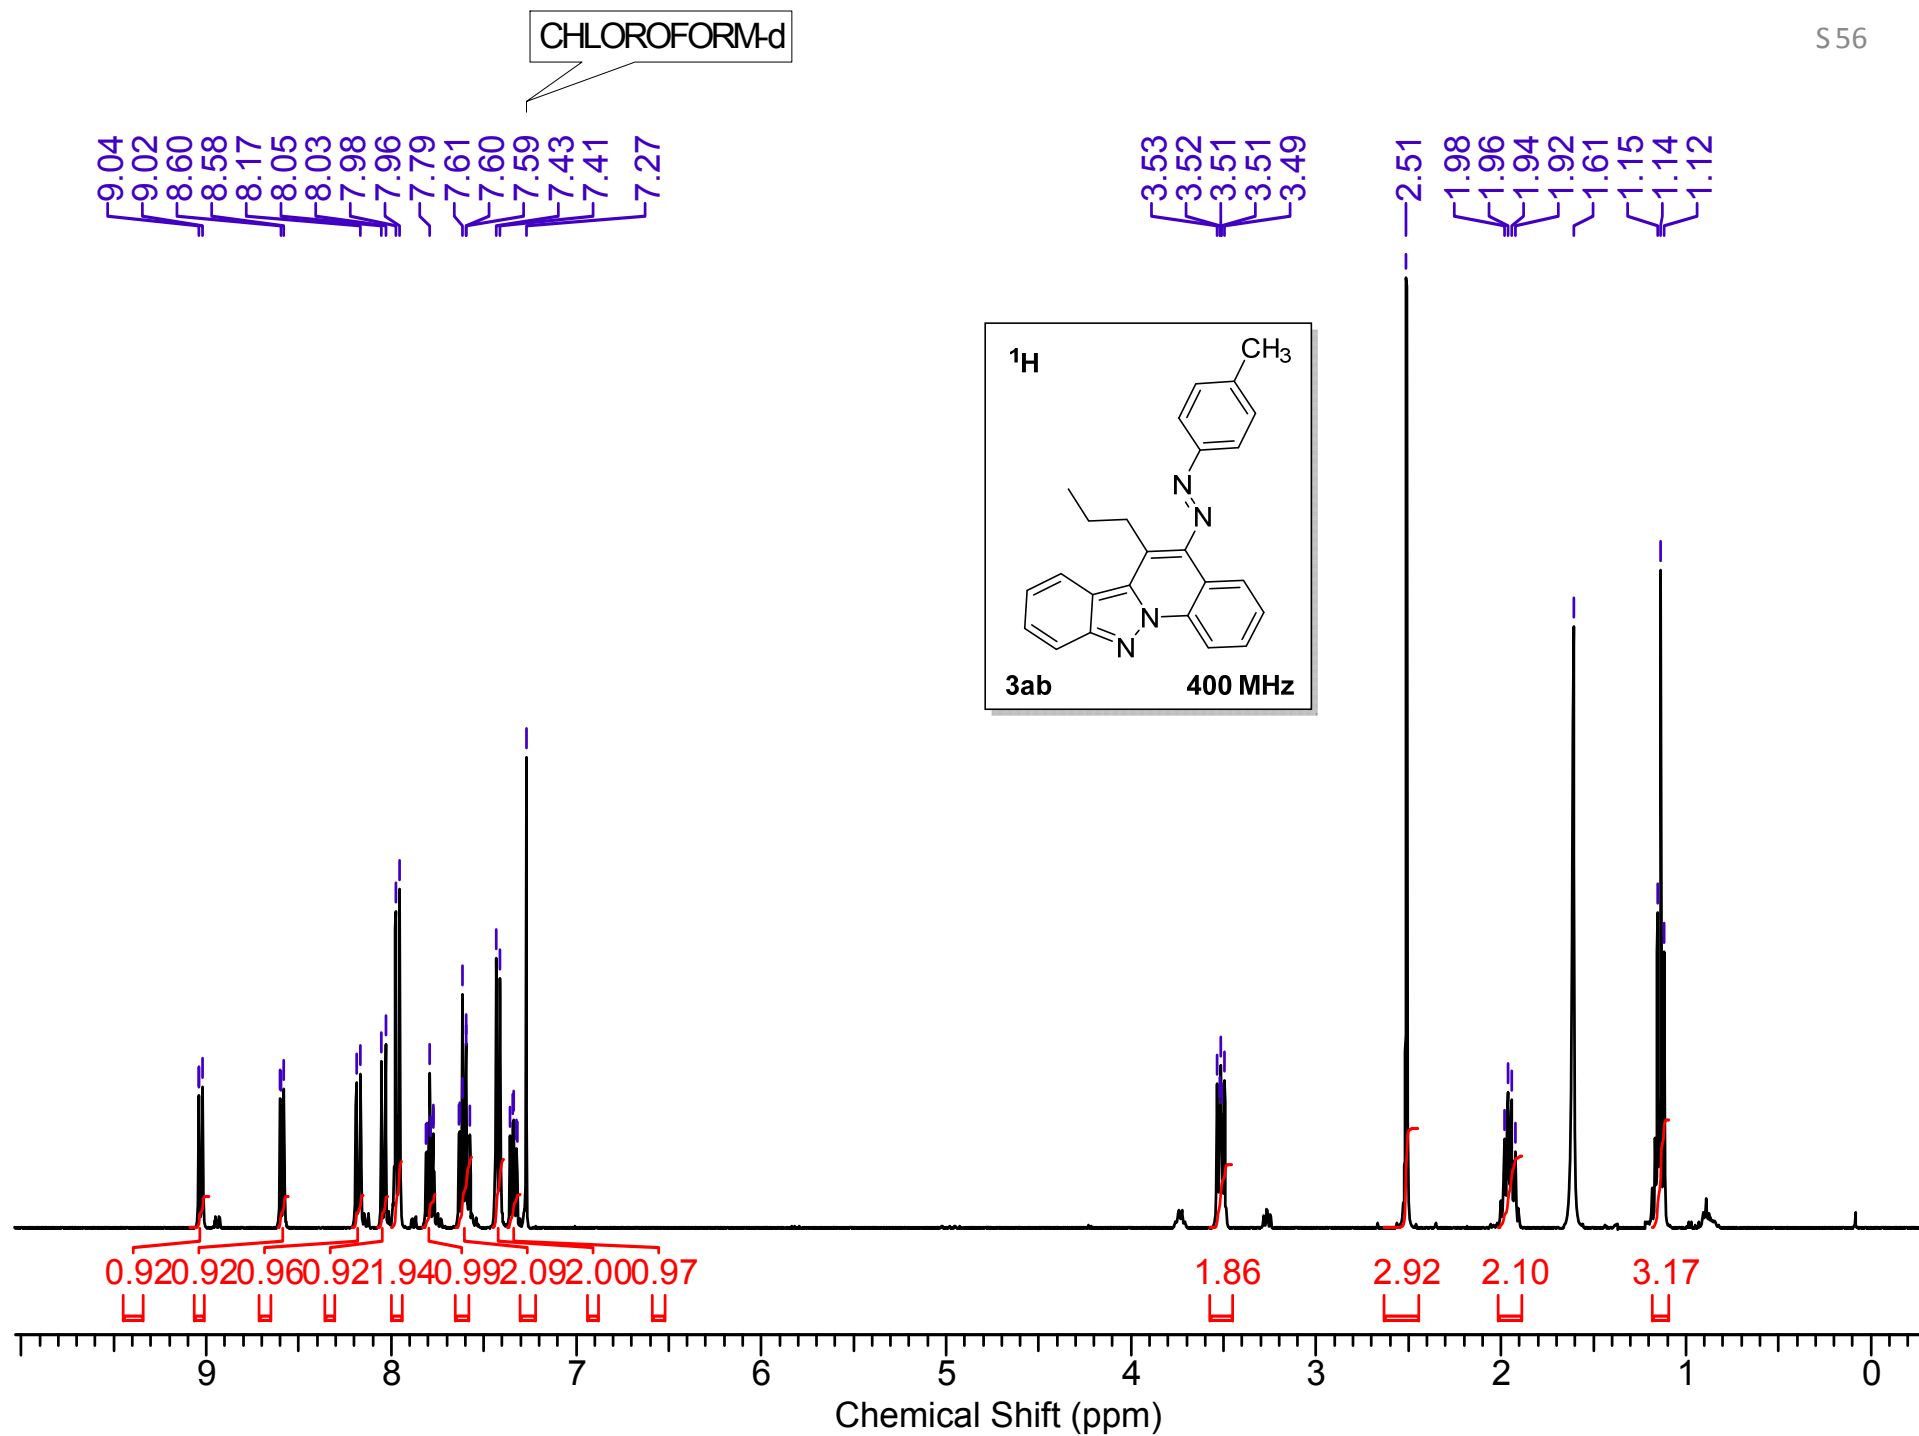 CHLOROFORM-d
S56
9.04 9.02 8.60 8.58 8.17 8.05 8.03 7.98 7.96 7.79 7.61 7.60 7.59 7.43 7.41 7.27 3.53 3.52 3.51 3.51 3.49 2.51 1.98 1.96 1.94 1.92 1.61 1.15 1.14 1.12
¹H
CH₃
N
N
N
N
3ab 400 MHz
0.92 0.92 0.96 0.92 1.94 0.99 2.09 2.00 0.97 1.86 2.92 2.10 3.17
9 8 7 6 5 4 3 2 1 0
Chemical Shift (ppm)